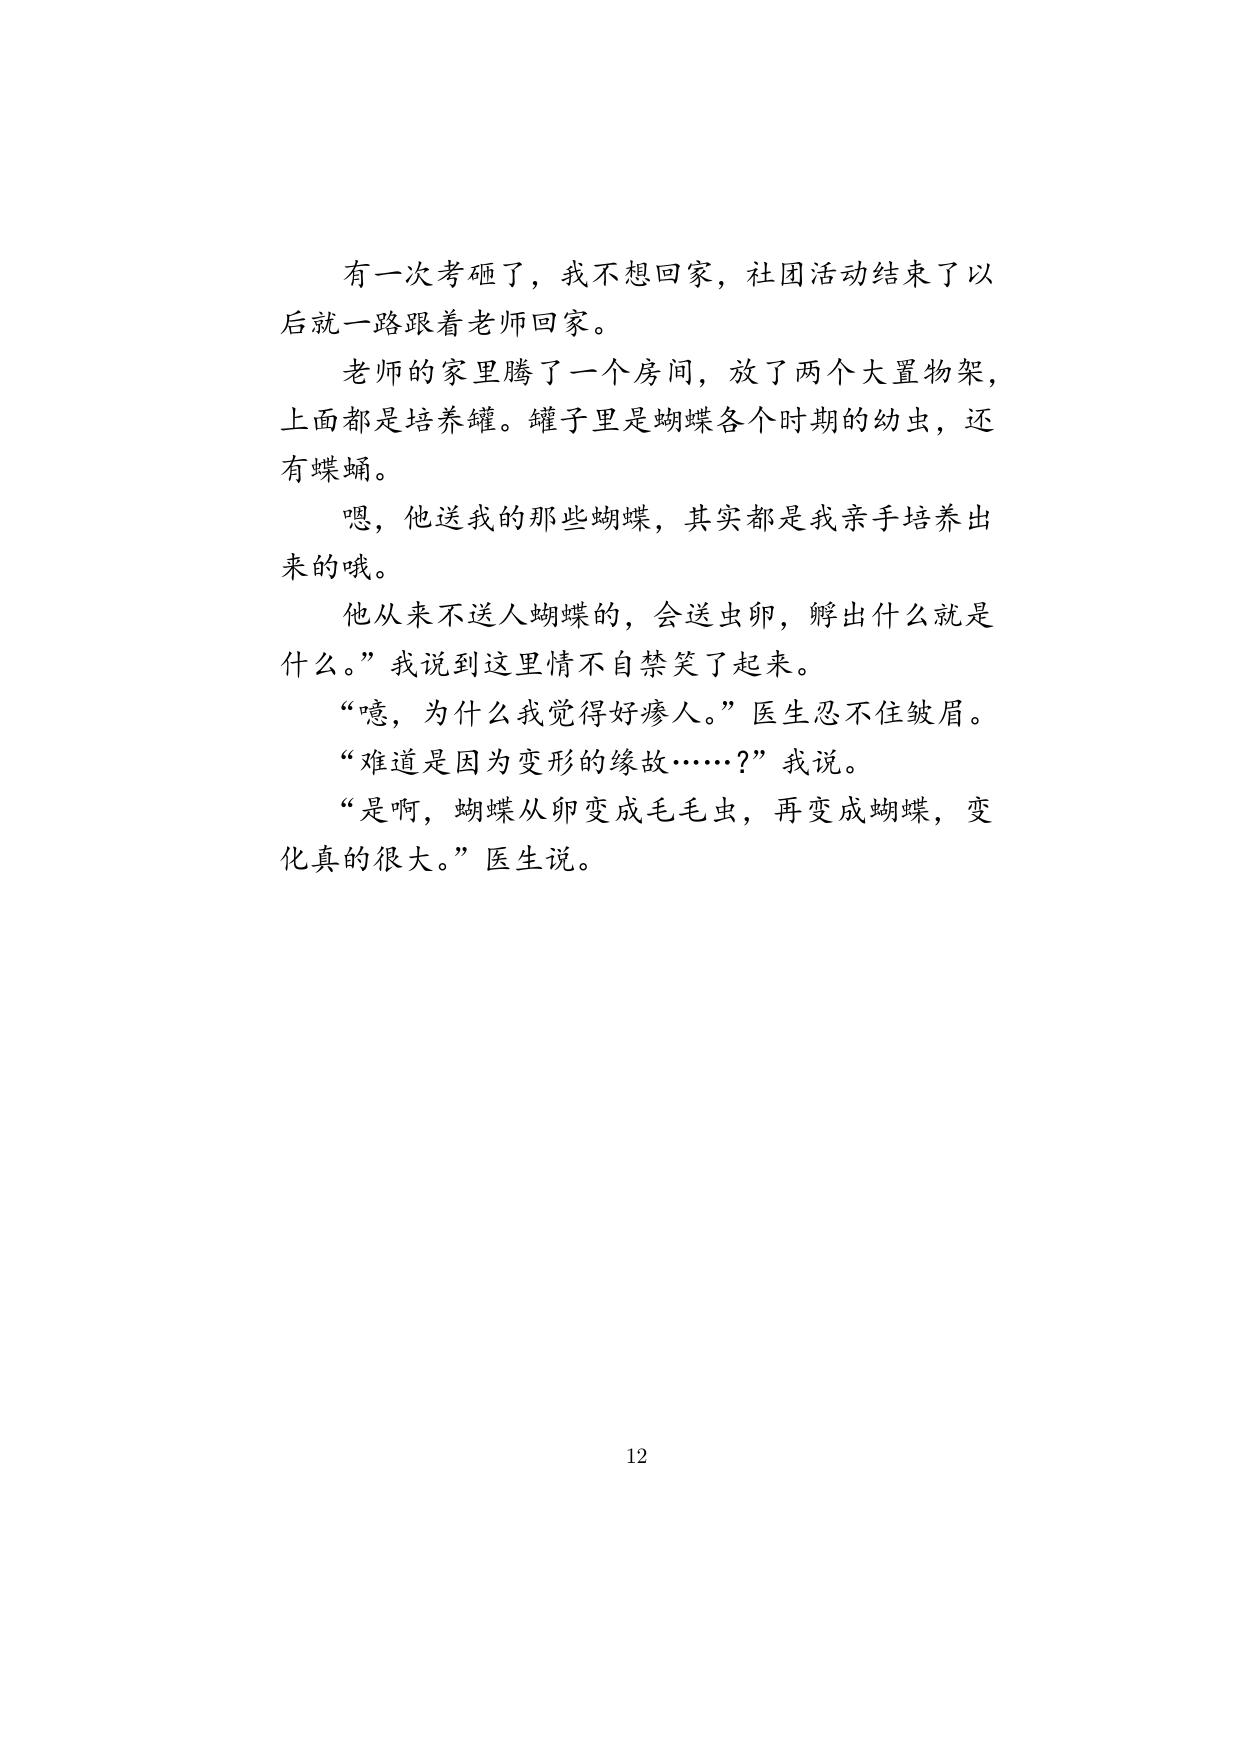 有一次考砸了，我不想回家，社团活动结束了以
后就一路跟着老师回家。
老师的家里腾了一个房间，放了两个大置物架，
上面都是培养罐。罐子里是蝴蝶各个时期的幼虫，还
有蝶蛹。
嗯，他送我的那些蝴蝶，其实都是我亲手培养出
来的哦。
他从来不送人蝴蝶的，会送虫卵，孵出什么就是
什么。”我说到这里情不自禁笑了起来。
“噫，为什么我觉得好瘆人。”医生忍不住皱眉。
“难道是因为变形的缘故……?”我说。
“是啊，蝴蝶从卵变成毛毛虫，再变成蝴蝶，变
化真的很大。”医生说。
12